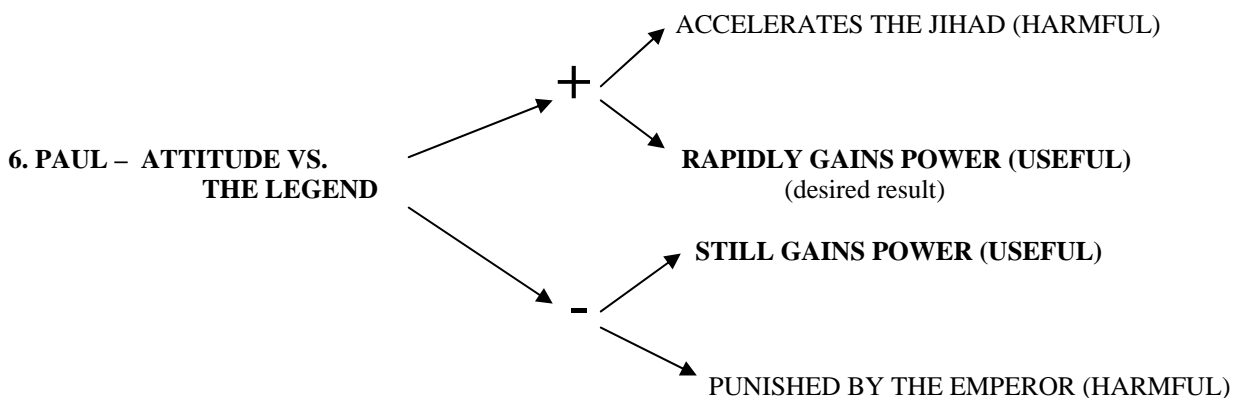 ACCELERATES THE JIHAD (HARMFUL)
+
6. PAUL – ATTITUDE VS.
THE LEGEND
RAPIDLY GAINS POWER (USEFUL)
(desired result)
STILL GAINS POWER (USEFUL)
-
PUNISHED BY THE EMPEROR (HARMFUL)